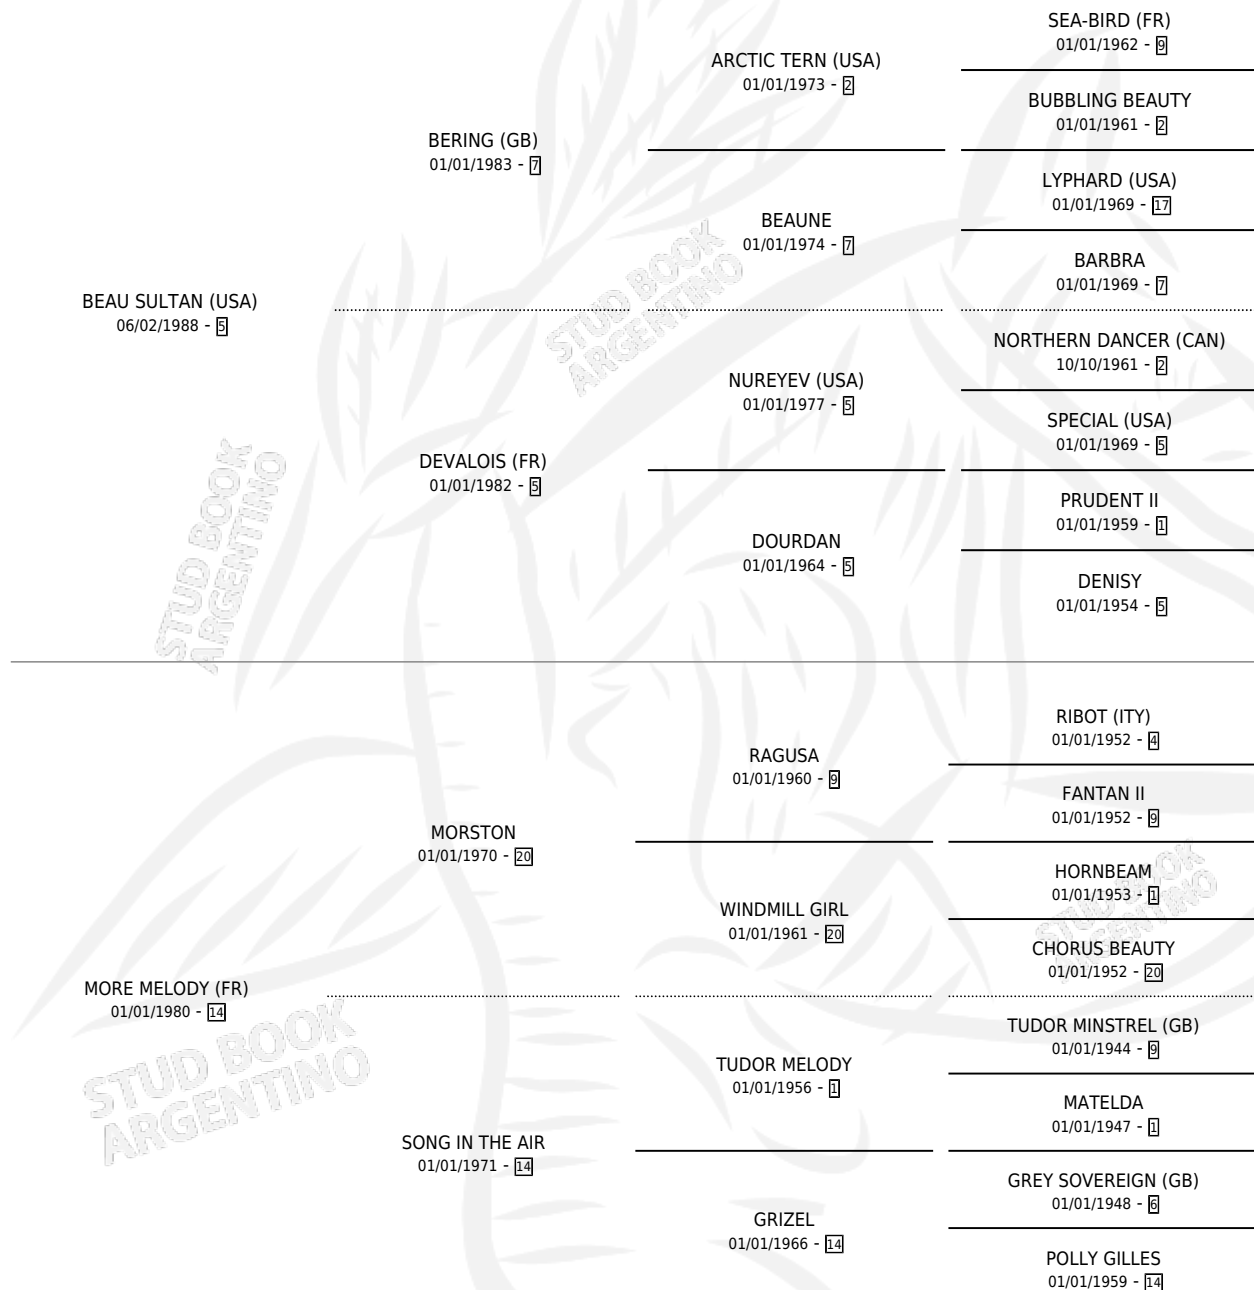 SEA-BIRD (FR)
01/01/1962 - 9
ARCTIC TERN (USA)
01/01/1973 - 2
BUBBLING BEAUTY
01/01/1961 - 2
BERING (GB)
01/01/1983 - 7
LYPHARD (USA)
01/01/1969 - 17
BEAUNE
01/01/1974 - 7
BARBRA
01/01/1969 - 7
BEAU SULTAN (USA)
06/02/1988 - 5
NORTHERN DANCER (CAN)
10/10/1961 - 2
NUREYEV (USA)
01/01/1977 - 5
SPECIAL (USA)
01/01/1969 - 5
DEVALOIS (FR)
01/01/1982 - 5
PRUDENT II
01/01/1959 - 1
DOURDAN
01/01/1964 - 5
DENISY
01/01/1954 - 5
RIBOT (ITY)
01/01/1952 - 4
RAGUSA
01/01/1960 - 9
FANTAN II
01/01/1952 - 9
MORSTON
01/01/1970 - 20
HORNBEAM
01/01/1953 - 1
WINDMILL GIRL
01/01/1961 - 20
CHORUS BEAUTY
01/01/1952 - 20
MORE MELODY (FR)
01/01/1980 - 14
TUDOR MINSTREL (GB)
01/01/1944 - 9
TUDOR MELODY
01/01/1956 - 1
MATELDA
01/01/1947 - 1
SONG IN THE AIR
01/01/1971 - 14
GREY SOVEREIGN (GB)
01/01/1948 - 6
GRIZEL
01/01/1966 - 14
POLLY GILLES
01/01/1959 - 14
STUD BOOK
ARGENTINO
STUD BOOK
ARGENTINO
STUD BOOK
ARGENTINO
STUD BOOK
ARGENTINO